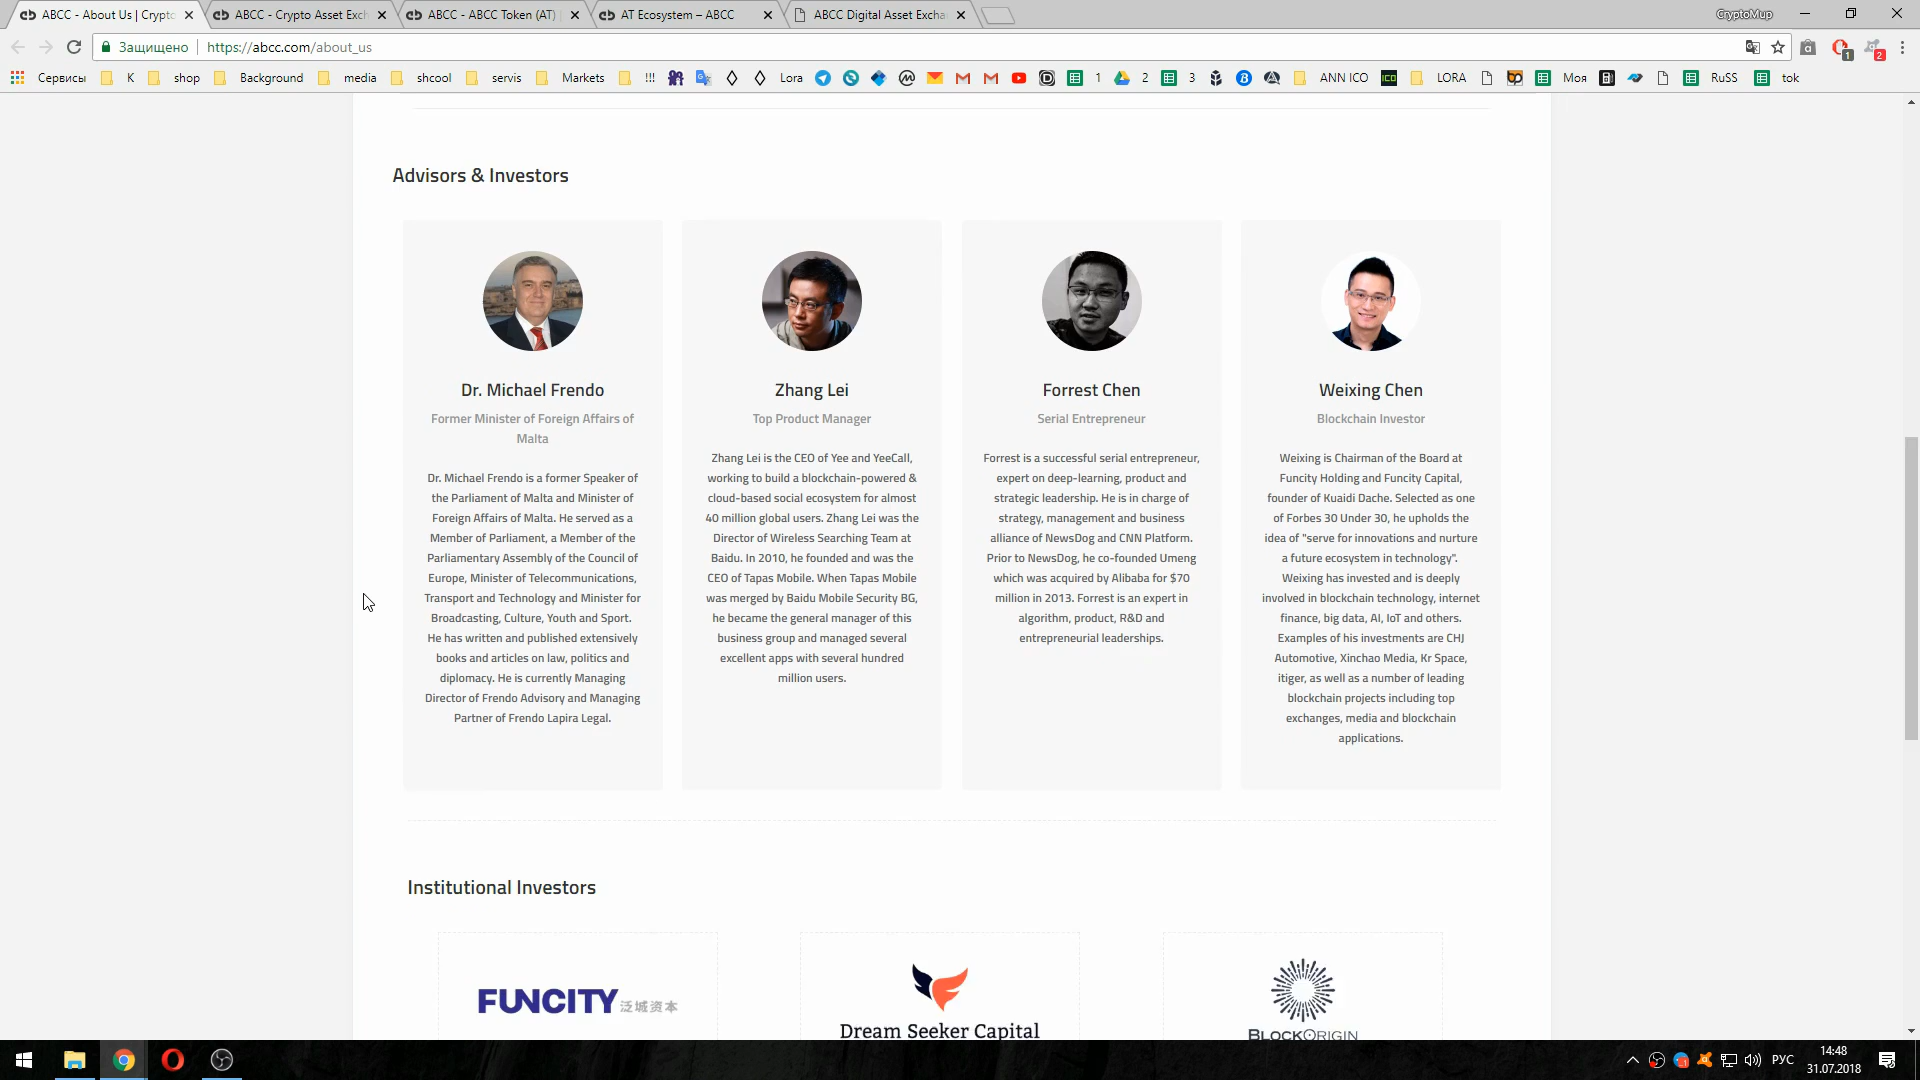 ABCC - About Us | Crypto
ABCC - Crypto Asset Exch
ABCC - ABCC Token (AT) |
AT Ecosystem – ABCC
ABCC Digital Asset Excha
CryptoMup
Защищено
https://abcc.com/about_us
1
2
Сервисы
K
shop
Background
media
shcool
servis
Markets
!!!
Lora
1
2
3
ANN ICO
ICO
LORA
Моя
RuSS
tok
Advisors & Investors
Dr. Michael Frendo
Former Minister of Foreign Affairs of
Malta
Dr. Michael Frendo is a former Speaker of
the Parliament of Malta and Minister of
Foreign Affairs of Malta. He served as a
Member of Parliament, a Member of the
Parliamentary Assembly of the Council of
Europe, Minister of Telecommunications,
Transport and Technology and Minister for
Broadcasting, Culture, Youth and Sport.
He has written and published extensively
books and articles on law, politics and
diplomacy. He is currently Managing
Director of Frendo Advisory and Managing
Partner of Frendo Lapira Legal.
Zhang Lei
Top Product Manager
Zhang Lei is the CEO of Yee and YeeCall,
working to build a blockchain-powered &
cloud-based social ecosystem for almost
40 million global users. Zhang Lei was the
Director of Wireless Searching Team at
Baidu. In 2010, he founded and was the
CEO of Tapas Mobile. When Tapas Mobile
was merged by Baidu Mobile Security BG,
he became the general manager of this
business group and managed several
excellent apps with several hundred
million users.
Forrest Chen
Serial Entrepreneur
Forrest is a successful serial entrepreneur,
expert on deep-learning, product and
strategic leadership. He is in charge of
strategy, management and business
alliance of NewsDog and CNN Platform.
Prior to NewsDog, he co-founded Umeng
which was acquired by Alibaba for $70
million in 2013. Forrest is an expert in
algorithm, product, R&D and
entrepreneurial leaderships.
Weixing Chen
Blockchain Investor
Weixing is Chairman of the Board at
Funcity Holding and Funcity Capital,
founder of Kuaidi Dache. Selected as one
of Forbes 30 Under 30, he upholds the
idea of "serve for innovations and nurture
a future ecosystem in technology".
Weixing has invested and is deeply
involved in blockchain technology, internet
finance, big data, AI, IoT and others.
Examples of his investments are CHJ
Automotive, Xinchao Media, Kr Space,
itiger, as well as a number of leading
blockchain projects including top
exchanges, media and blockchain
applications.
Institutional Investors
FUNCITY 泛城资本
Dream Seeker Capital
BLOCKORIGIN
РУС
14:48
31.07.2018